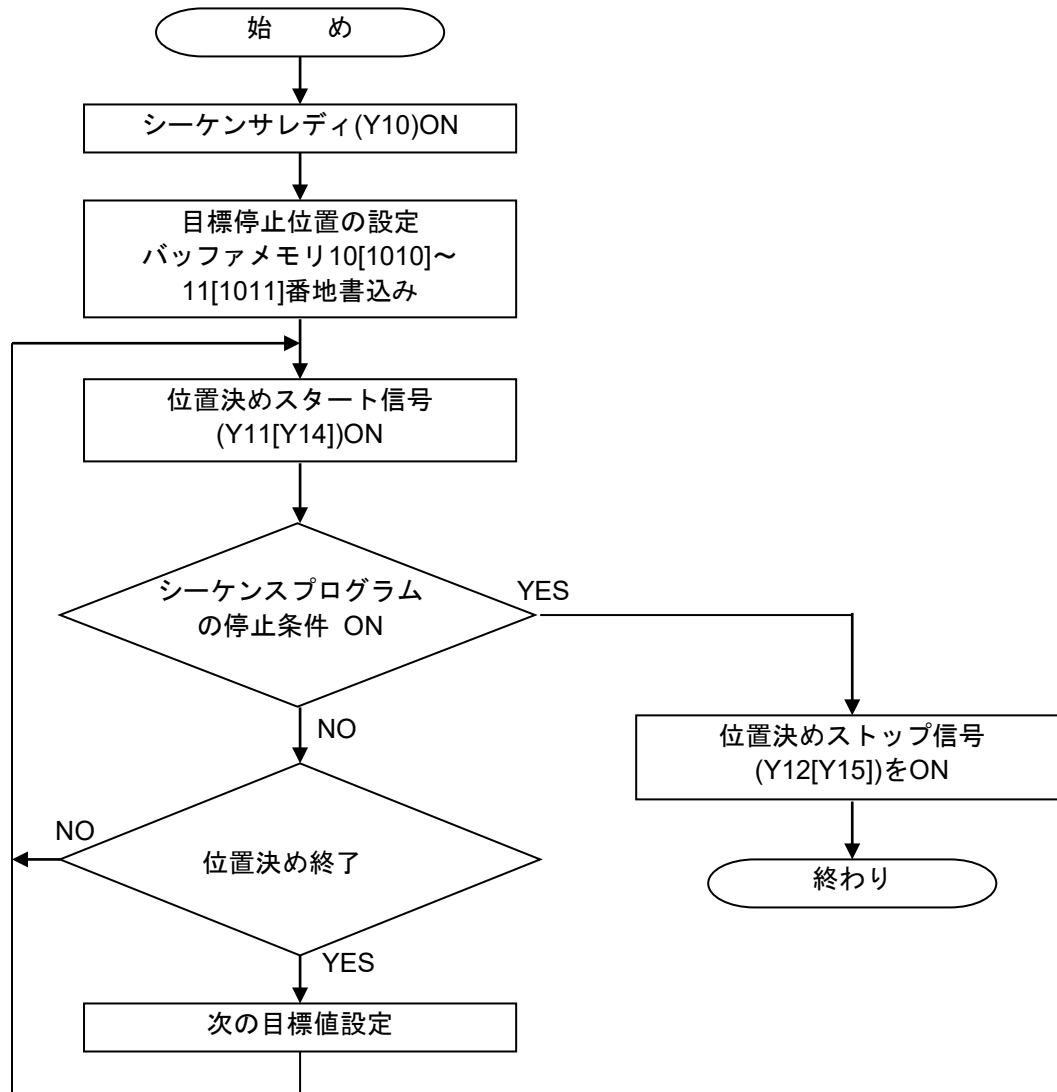 始　め
シーケンサレディ(Y10)ON
目標停止位置の設定
バッファメモリ10[1010]～
11[1011]番地書込み
位置決めスタート信号
(Y11[Y14])ON
シーケンスプログラム
の停止条件 ON
YES
NO
位置決めストップ信号
(Y12[Y15])をON
NO
位置決め終了
終わり
YES
次の目標値設定